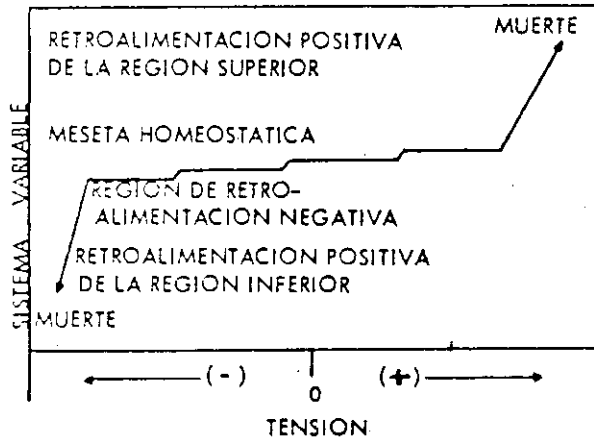 RETROALIMENTACION POSITIVA
DE LA REGION SUPERIOR
MUERTE
MESETA HOMEOSTATICA
REGION DE RETRO-
ALIMENTACION NEGATIVA
RETROALIMENTACION POSITIVA
DE LA REGION INFERIOR
MUERTE
SISTEMA VARIABLE
(-)
0
(+)
TENSION